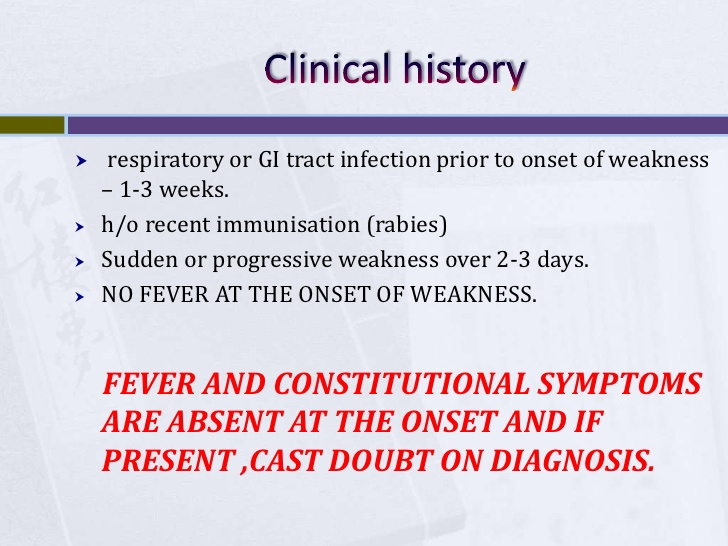 Clinical history
respiratory or GI tract infection prior to onset of weakness
– 1-3 weeks.
h/o recent immunisation (rabies)
Sudden or progressive weakness over 2-3 days.
NO FEVER AT THE ONSET OF WEAKNESS.
FEVER AND CONSTITUTIONAL SYMPTOMS
ARE ABSENT AT THE ONSET AND IF
PRESENT ,CAST DOUBT ON DIAGNOSIS.